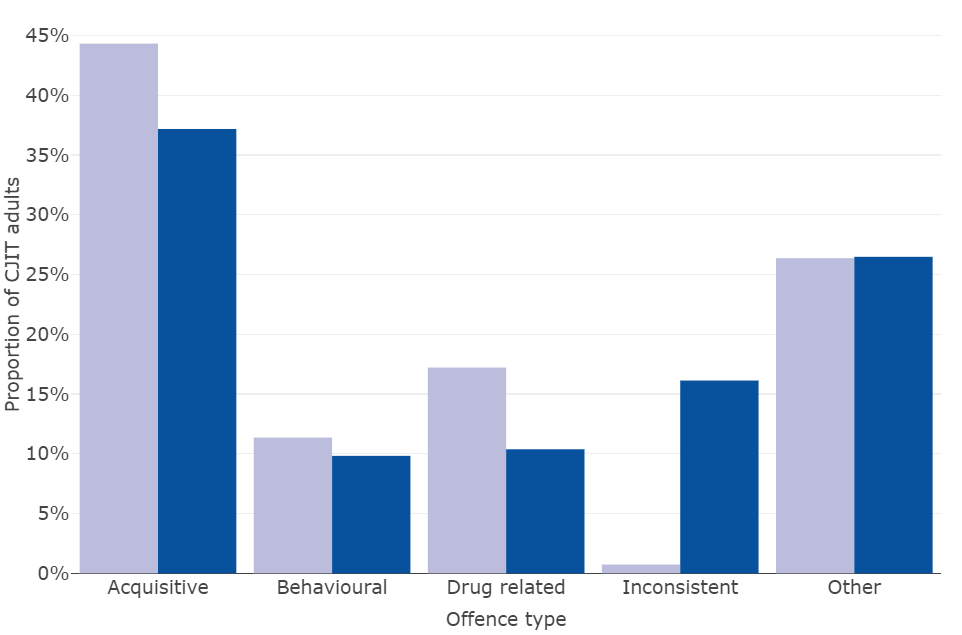 45%
40%
35%
30%
25%
20%
15%
10%
5%
0%
Proportion of CJIT adults
Acquisitive
Behavioural
Drug related
Inconsistent
Other
Offence type